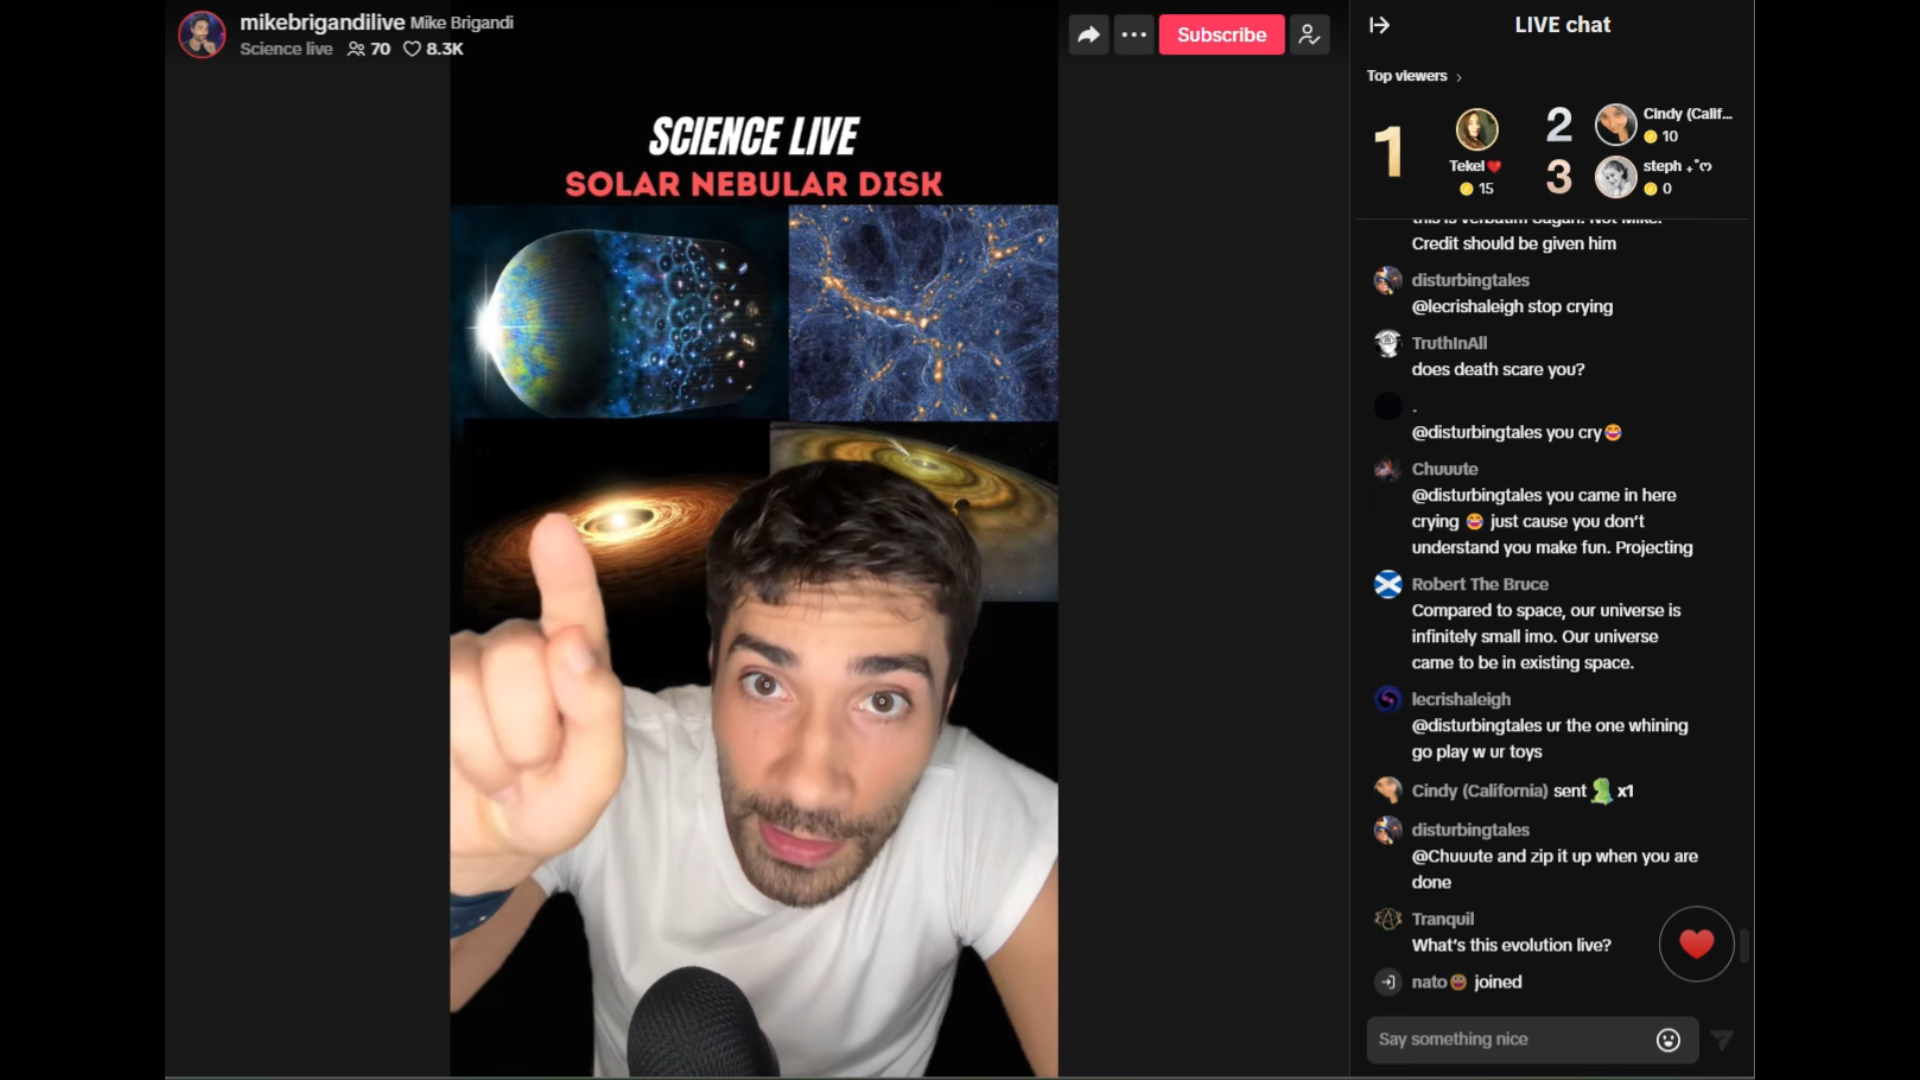 mikebrigandilive Mike Brigandi
Science live 70 8.3K
Subscribe
SCIENCE LIVE
SOLAR NEBULAR DISK
LIVE chat
Top viewers
1
Tekel
15
2
Cindy (Calif...
10
3
steph
0
this is verbatim Sagan. Not Mike.
Credit should be given him
disturbingtales
@lecrishaleigh stop crying
TruthInAll
does death scare you?
.
@disturbingtales you cry😂
Chuuute
@disturbingtales you came in here
crying 😂 just cause you don't
understand you make fun. Projecting
Robert The Bruce
Compared to space, our universe is
infinitely small imo. Our universe
came to be in existing space.
lecrishaleigh
@disturbingtales ur the one whining
go play w ur toys
Cindy (California) sent x1
disturbingtales
@Chuuute and zip it up when you are
done
Tranquil
What's this evolution live?
nato joined
Say something nice